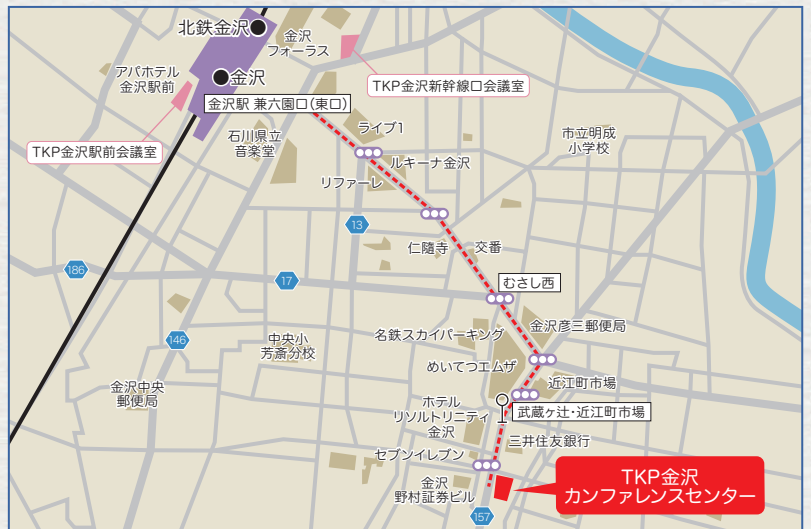 北鉄金沢
金沢
フォーラス
アパホテル
金沢駅前
金沢
TKP金沢新幹線口会議室
金沢駅 兼六園口(東口)
TKP金沢駅前会議室
石川県立
音楽堂
ライブ1
市立明成
小学校
ルキーナ金沢
リファーレ
13
仁随寺
交番
186
17
むさし西
146
中央小
芳斎分校
名鉄スカイパーキング
金沢彦三郵便局
めいてつエムザ
金沢中央
郵便局
近江町市場
ホテル
リソルトリニティ
金沢
武蔵ヶ辻・近江町市場
三井住友銀行
セブンイレブン
金沢
野村証券ビル
TKP金沢
カンファレンスセンター
157